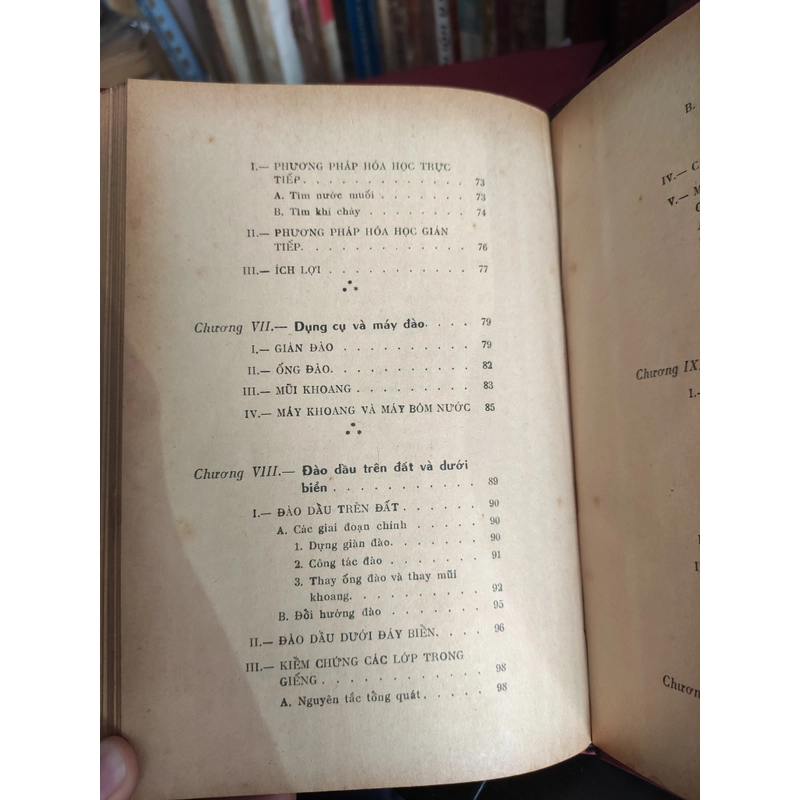 I.— PHƯƠNG PHÁP HÓA HỌC TRỰC
TIẾP. . . . . . . . . . . . . 73
A. Tìm nước muối . . . . . . . 73
B. Tìm khí cháy . . . . . . . . 74
II.— PHƯƠNG PHÁP HÓA HỌC GIÁN
TIẾP. . . . . . . . . . . . . 76
III.— ÍCH LỢI . . . . . . . . . . . 77
Chương VII.— Dụng cụ và máy đào. . . . 79
I.— GIÀN ĐÀO . . . . . . . . . . 79
II.— ỐNG ĐÀO. . . . . . . . . . . 82
III.— MŨI KHOANG . . . . . . . . . 83
IV.— MÁY KHOANG VÀ MÁY BƠM NƯỚC 85
Chương VIII.— Đào dầu trên đất và dưới
biển . . . . . . . . . . . 89
I.— ĐÀO DẦU TRÊN ĐẤT. . . . . . . 90
A. Các giai đoạn chính . . . . . 90
1. Dựng giàn đào. . . . . . . 90
2. Công tác đào . . . . . . . 91
3. Thay ống đào và thay mũi
khoang. . . . . . . . . . 92
B. Đổi hướng đào . . . . . . . 95
II.— ĐÀO DẦU DƯỚI ĐÁY BIỂN. . . . 96
III.— KIỂM CHỨNG CÁC LỚP TRONG
GIẾNG . . . . . . . . . . . . 98
A. Nguyên tắc tổng quát . . . . . 98
B.
IV.— C
V.— M
Chương IX
I.—
Chương